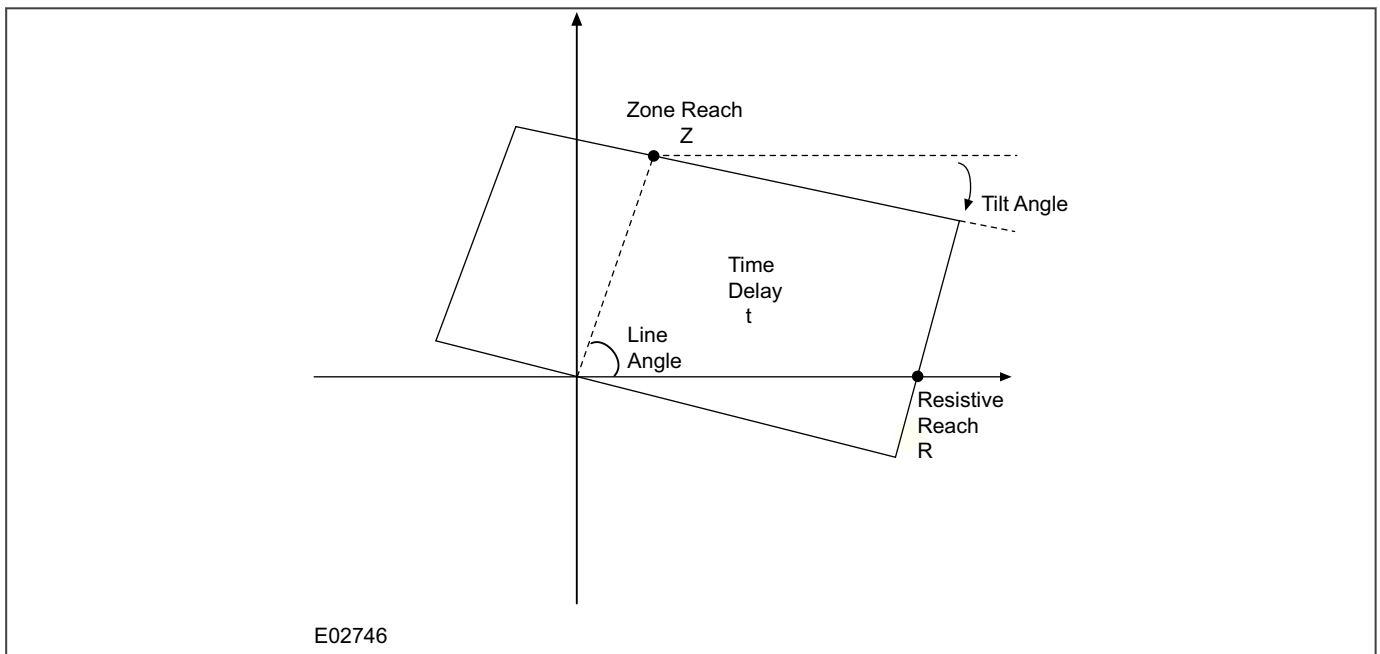 Zone Reach
Z
Tilt Angle
Time
Delay
t
Line
Angle
Resistive
Reach
R
E02746